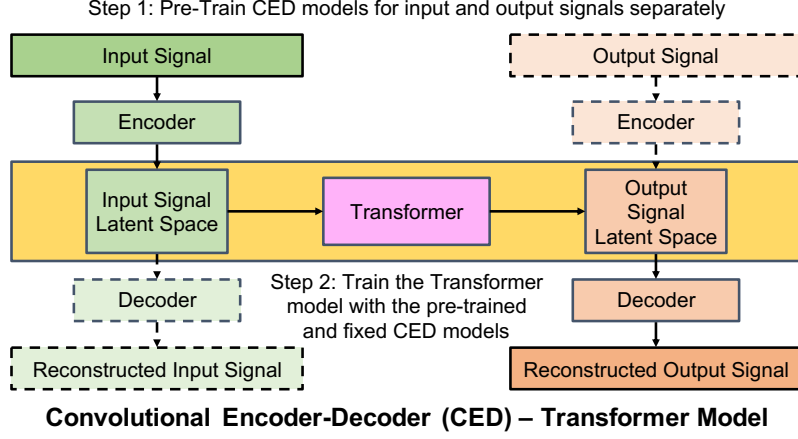 Step 1: Pre-Train CED models for input and output signals separately
Input Signal
Output Signal
Encoder
Encoder
Input Signal
Latent Space
Transformer
Output
Signal
Latent Space
Step 2: Train the Transformer
model with the pre-trained
and fixed CED models
Decoder
Decoder
Reconstructed Input Signal
Reconstructed Output Signal
Convolutional Encoder-Decoder (CED) – Transformer Model